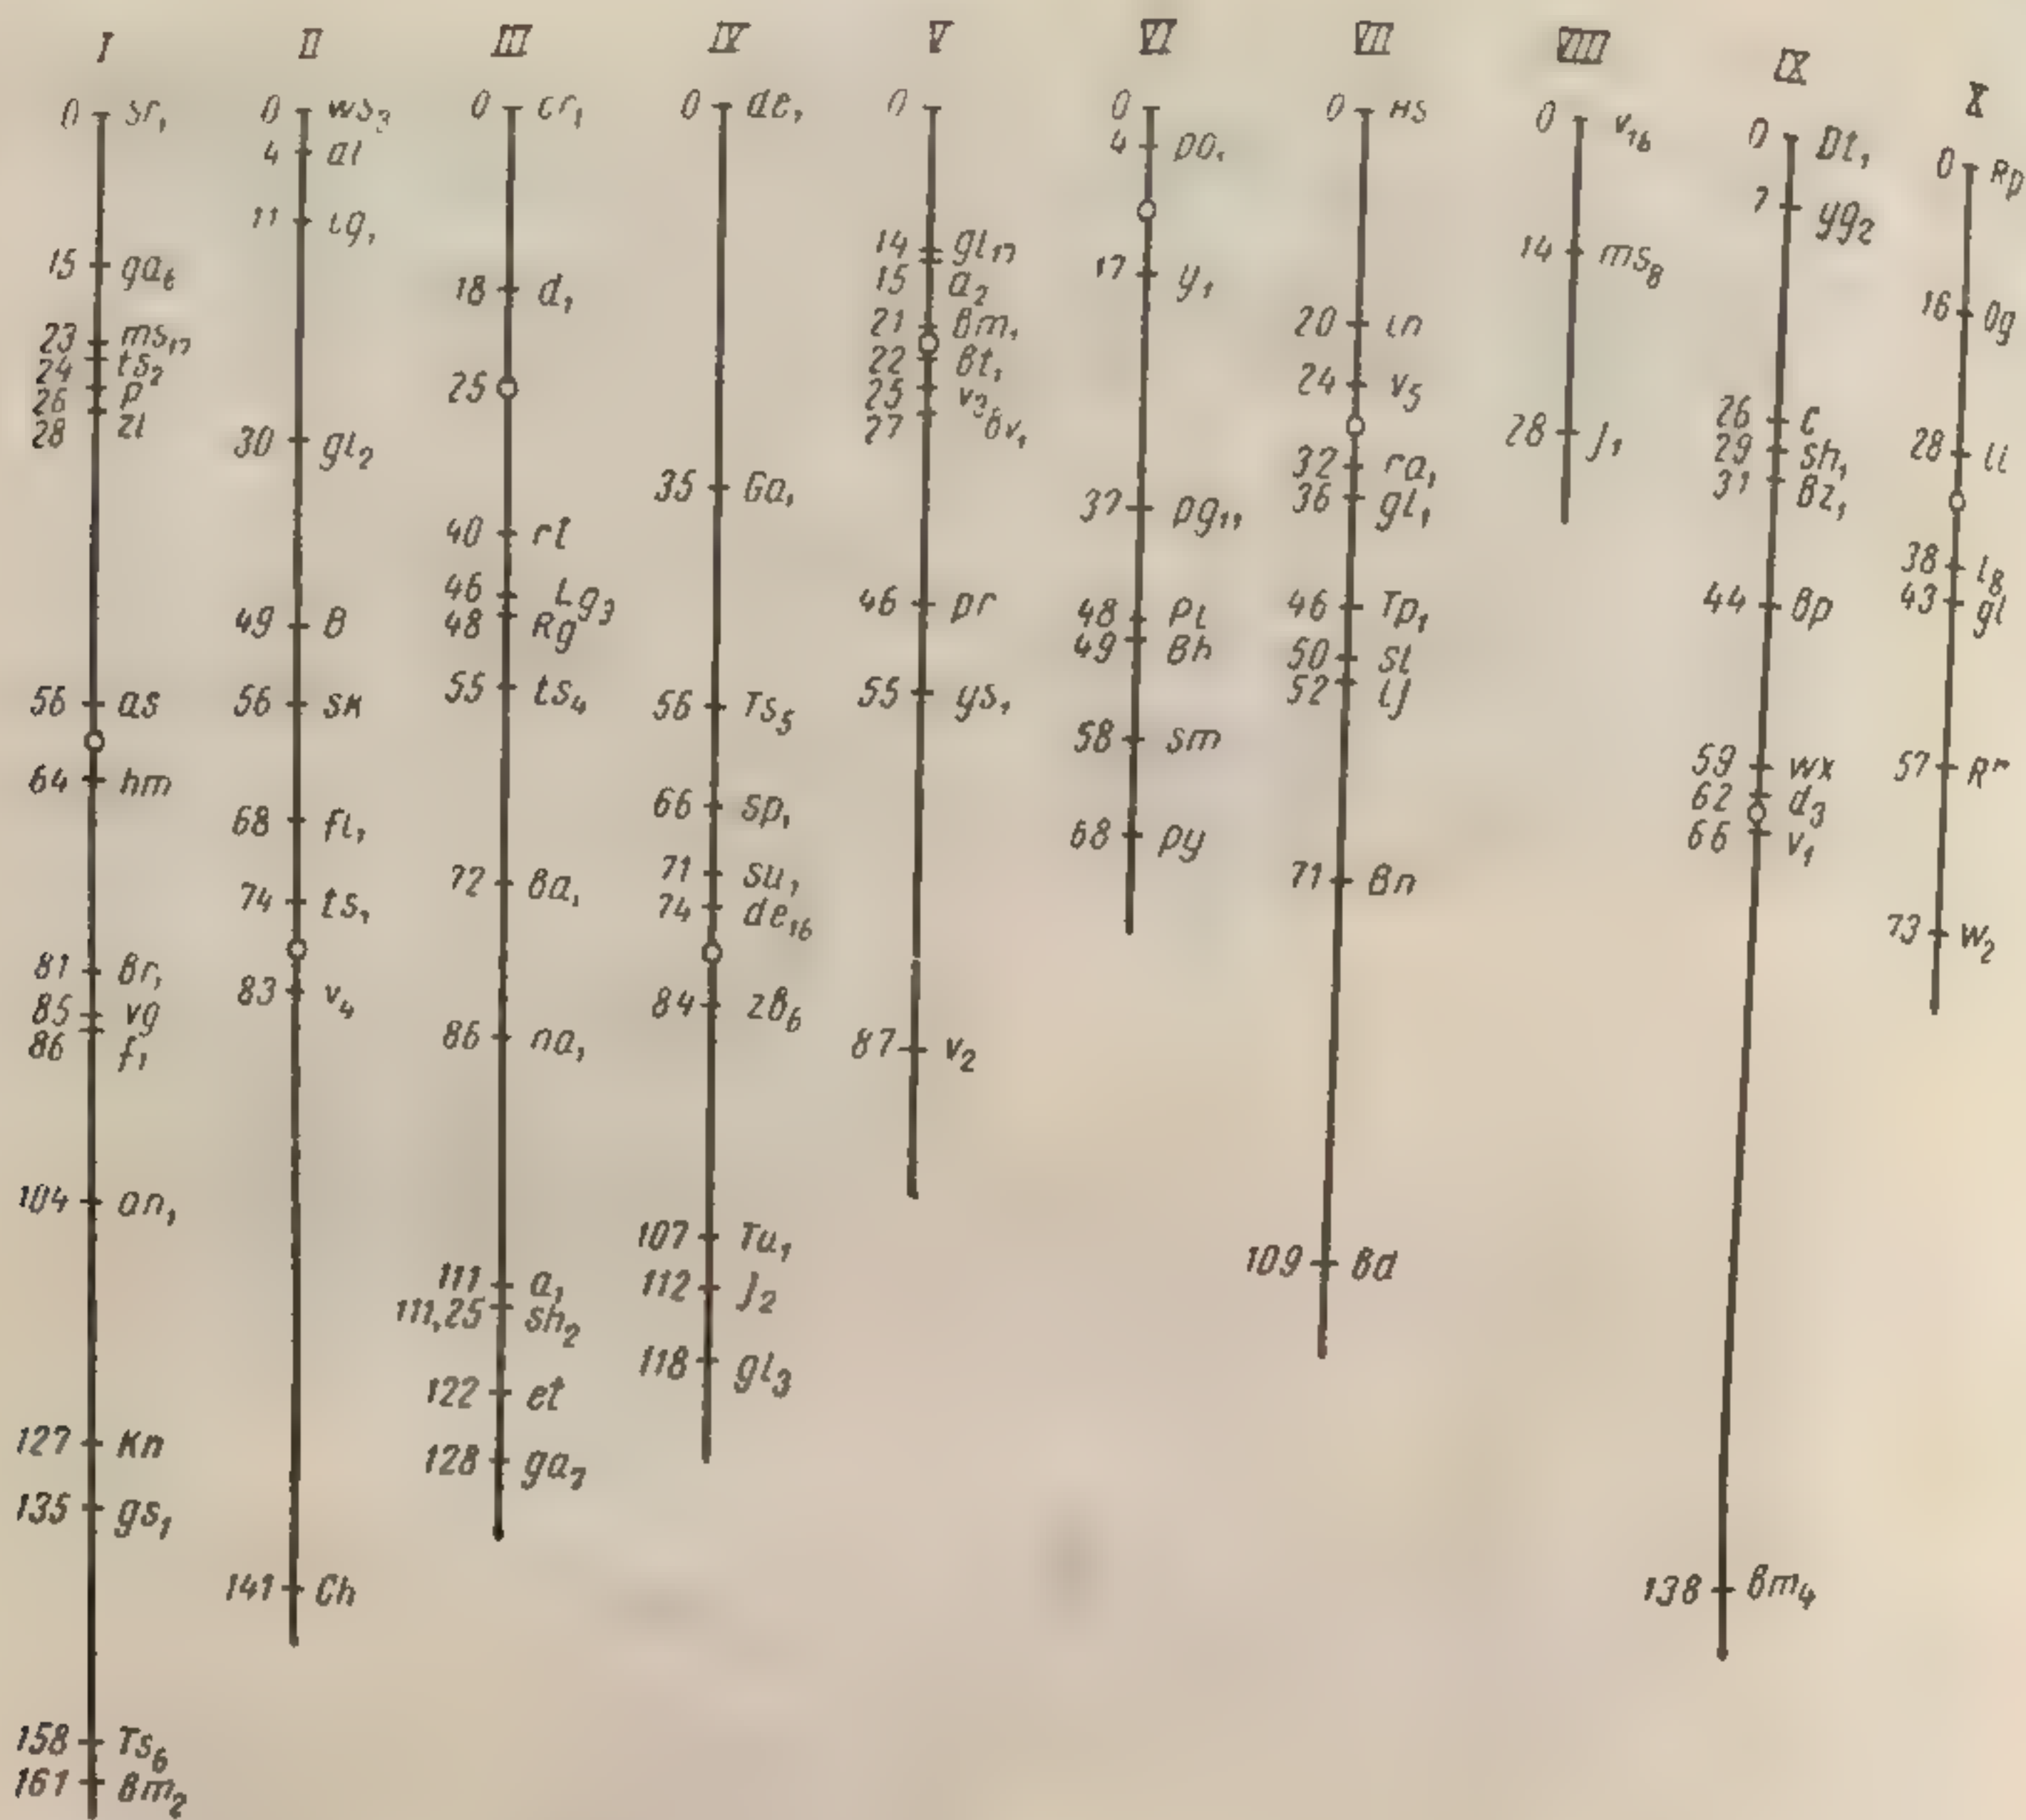 I
0 sr₁
15 ga₆
23 ms₁₇
24 ts₂
26 p
28 zl
56 as
64 hm
81 br₁
85 vg
86 f₁
104 an₁
127 Kn
135 gs₁
158 Ts₆
161 bm₂
II
0 ws₃
4 al
11 lg₁
30 gl₂
49 B
56 sk
68 fl₁
74 ts₁
83 v₄
141 Ch
III
0 cr₁
18 d₁
25
40 rt
46 Lg₃
48 Rg
55 ts₄
72 ba₁
86 na₁
111 a₁
111,25 sh₂
122 et
128 ga₇
IV
0 de₁
35 Ga₁
56 Ts₅
66 sp₁
71 su₁
74 de₁₆
84 zb₆
107 Tu₁
112 j₂
118 gl₃
V
0
14 gl₁₇
15 a₂
21 bm₁
22 bt₁
25 v₃
27 bv₁
46 pr
55 ys₁
87 v₂
VI
0
4 po₁
17 y₁
37 pg₁₁
48 Pl
49 Bh
58 sm
68 py
VII
0 Hs
20 in
24 v₅
32 ra₁
36 gl₁
46 Tp₁
50 sl
52 ij
71 Bn
109 bd
VIII
0 v₁₆
14 ms₈
28 j₁
IX
0 Dt₁
7 yg₂
26 C
29 sh₁
31 Bz₁
44 bp
59 wx
62 d₃
66 v₁
138 bm₄
X
0 Rp
16 Og
28 li
38 l₈
43 gl
57 Rʳ
73 w₂